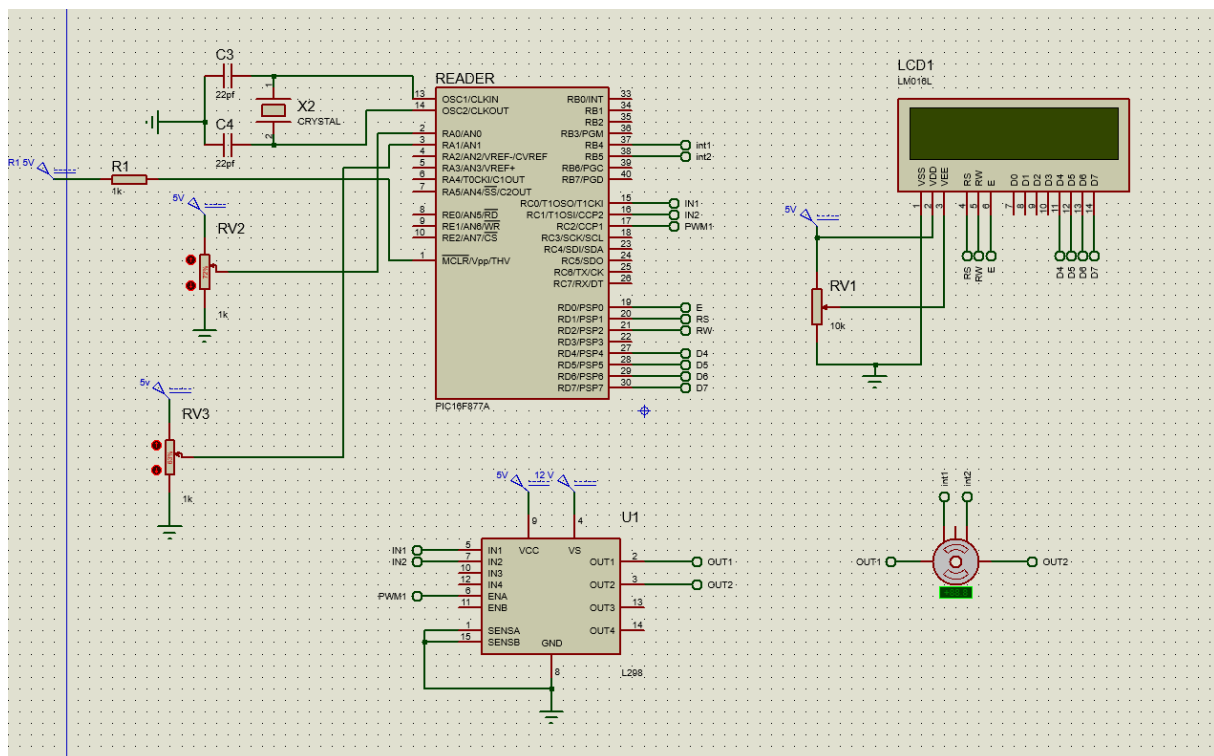 C3
22pf
1
X2
CRYSTAL
2
C4
22pf
R1 5V
R1
1k
5V
RV2
72%
1k
5v
RV3
1k
READER
13 OSC1/CLKIN
14 OSC2/CLKOUT
2 RA0/AN0
3 RA1/AN1
4 RA2/AN2/VREF-/CVREF
5 RA3/AN3/VREF+
6 RA4/T0CKI/C1OUT
7 RA5/AN4/SS/C2OUT
8 RE0/AN5/RD
9 RE1/AN6/WR
10 RE2/AN7/CS
1 MCLR/Vpp/THV
RB0/INT 33
RB1 34
RB2 35
RB3/PGM 36
RB4 37 int1
RB5 38 int2
RB6/PGC 39
RB7/PGD 40
RC0/T1OSO/T1CKI 15 IN1
RC1/T1OSI/CCP2 16 IN2
RC2/CCP1 17 PWM1
RC3/SCK/SCL 18
RC4/SDI/SDA 23
RC5/SDO 24
RC6/TX/CK 25
RC7/RX/DT 26
RD0/PSP0 19 E
RD1/PSP1 20 RS
RD2/PSP2 21 RW
RD3/PSP3 22
RD4/PSP4 27 D4
RD5/PSP5 28 D5
RD6/PSP6 29 D6
RD7/PSP7 30 D7
PIC16F877A
LCD1
LM016L
VSS VDD VEE RS RW E D0 D1 D2 D3 D4 D5 D6 D7
1 2 3 4 5 6 7 8 9 10 11 12 13 14
RS RW E D4 D5 D6 D7
5V
RV1
10k
5V 12 V
U1
9 4
VCC VS
IN1 5 IN1
IN2 7 IN2
10 IN3
12 IN4
PWM1 6 ENA
11 ENB
1 SENSA
15 SENSB
GND
8
OUT1 2 OUT1
OUT2 3 OUT2
OUT3 13
OUT4 14
L298
int1 int2
OUT1 OUT2